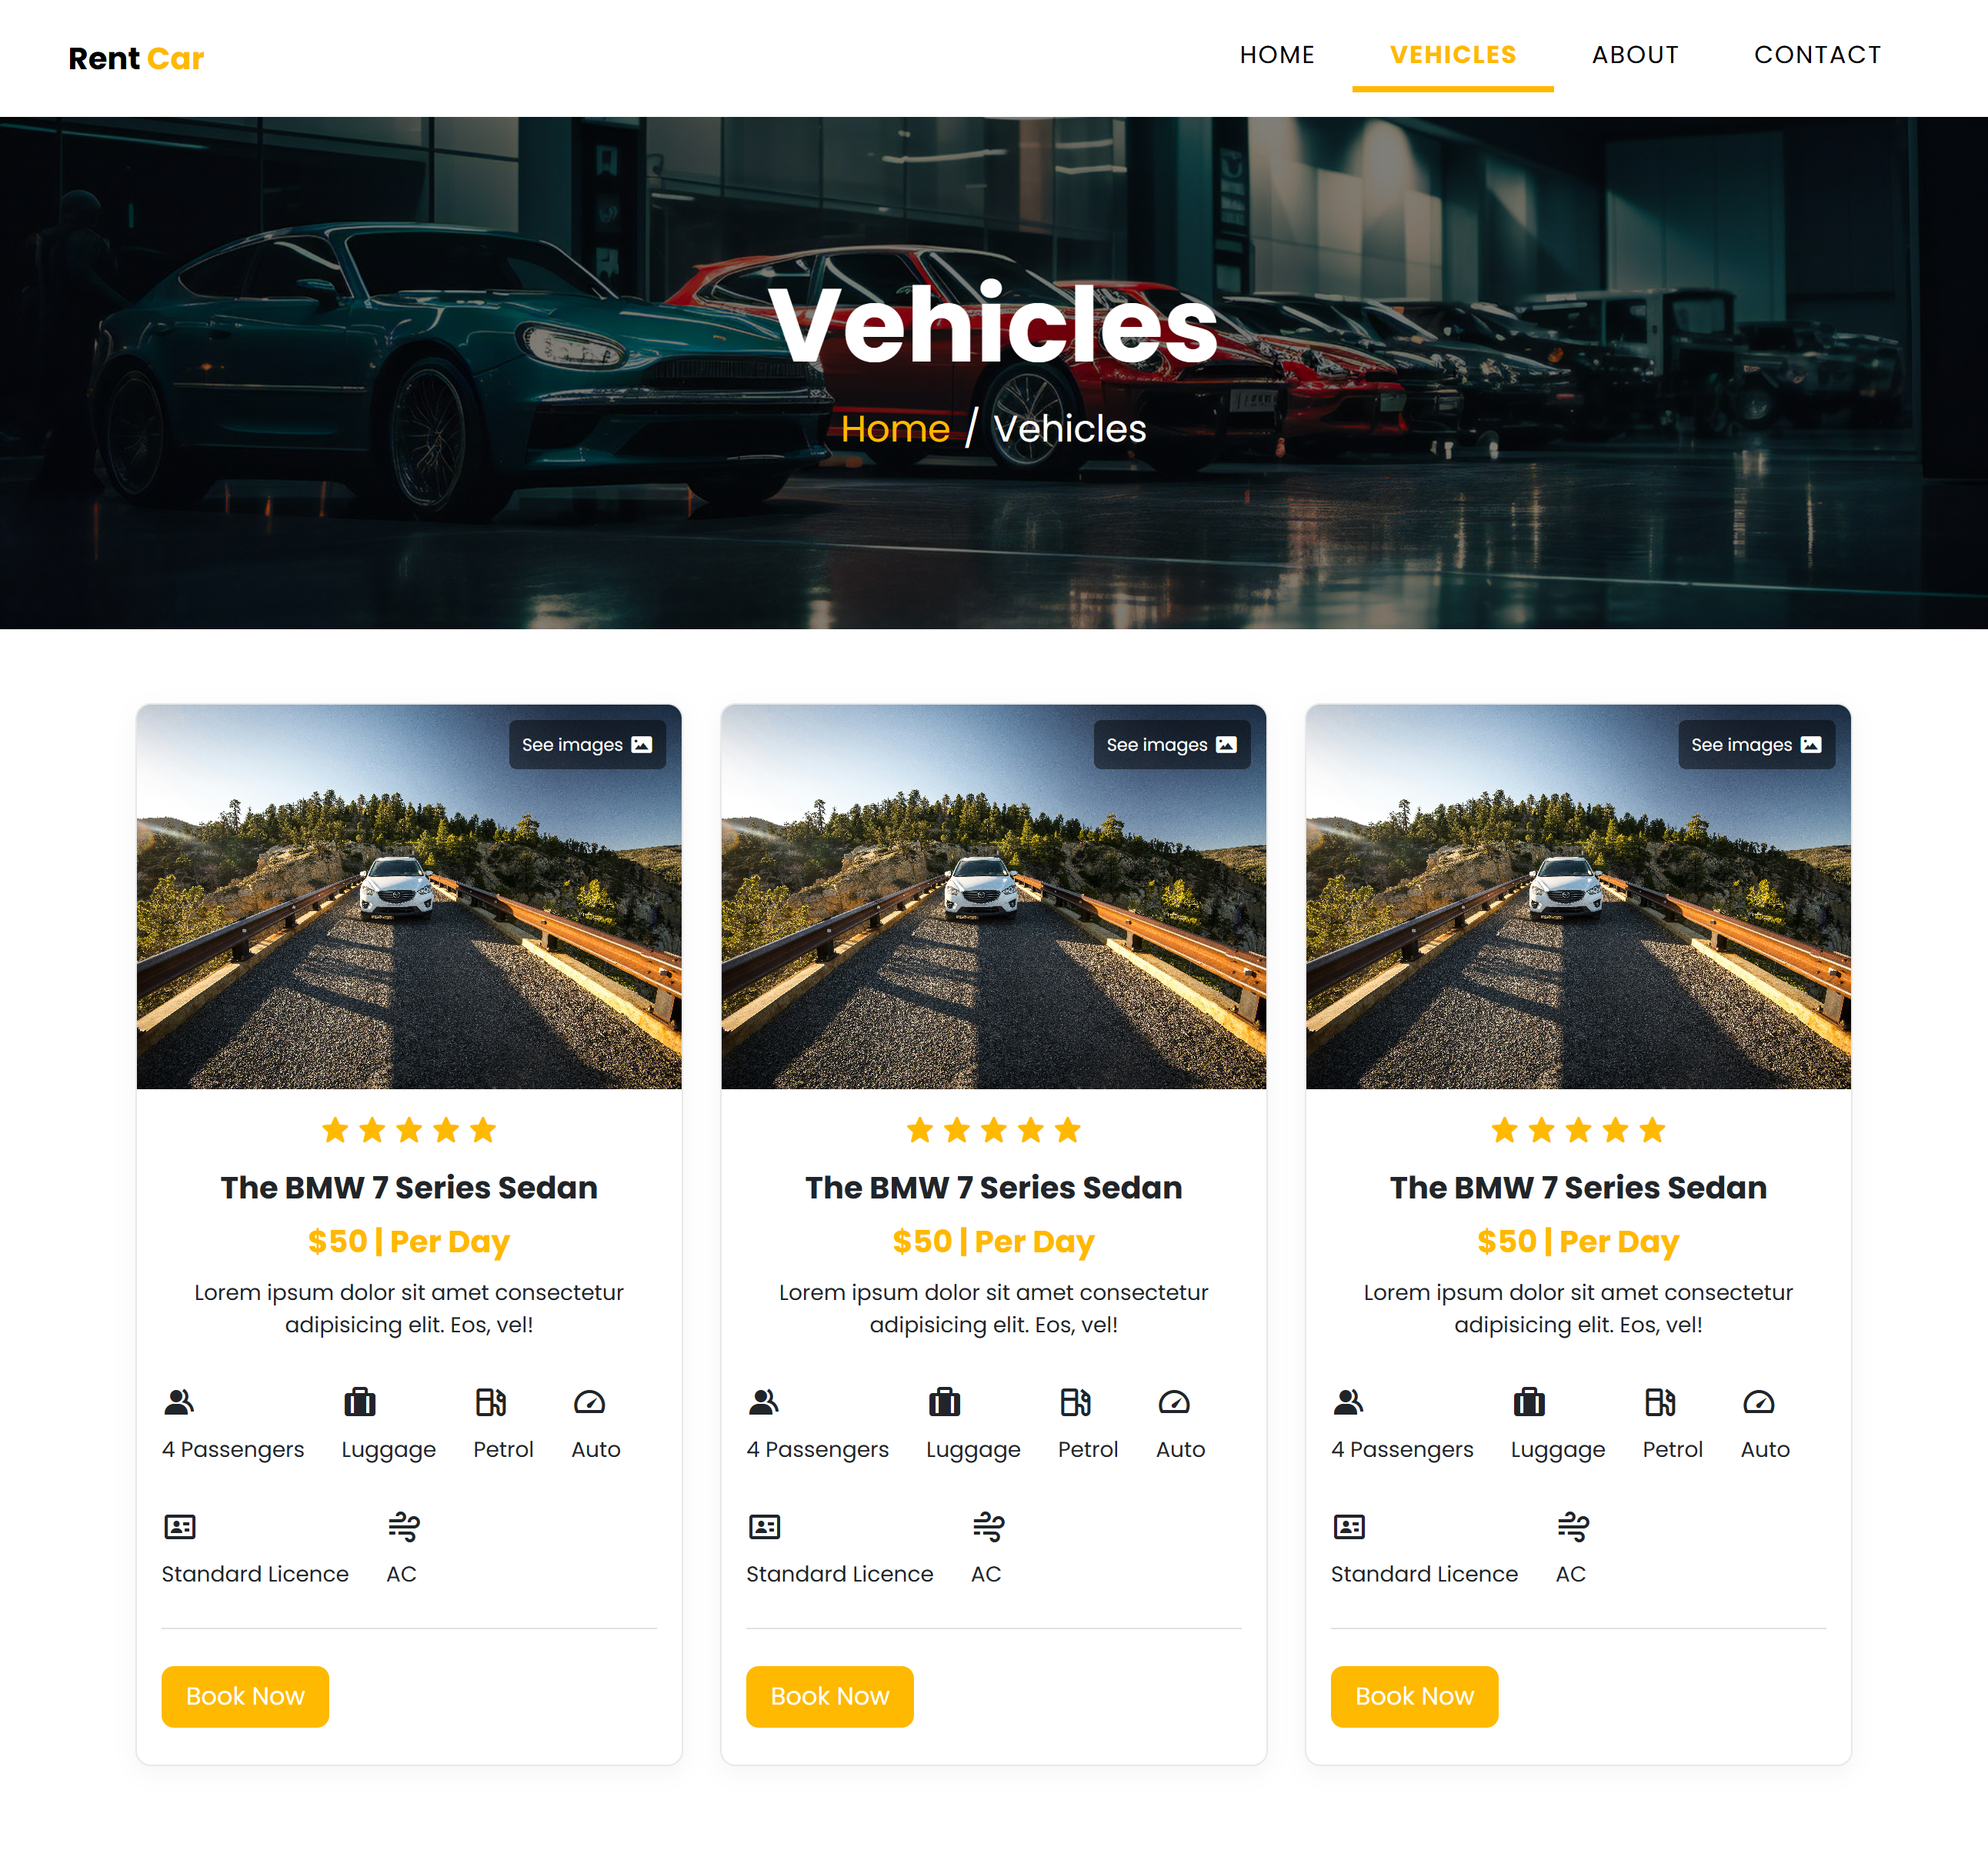 Rent Car
HOME VEHICLES ABOUT CONTACT
Vehicles
Home / Vehicles
See images
The BMW 7 Series Sedan
$50 | Per Day
Lorem ipsum dolor sit amet consectetur
adipisicing elit. Eos, vel!
4 Passengers Luggage Petrol Auto
Standard Licence AC
Book Now
See images
The BMW 7 Series Sedan
$50 | Per Day
Lorem ipsum dolor sit amet consectetur
adipisicing elit. Eos, vel!
4 Passengers Luggage Petrol Auto
Standard Licence AC
Book Now
See images
The BMW 7 Series Sedan
$50 | Per Day
Lorem ipsum dolor sit amet consectetur
adipisicing elit. Eos, vel!
4 Passengers Luggage Petrol Auto
Standard Licence AC
Book Now